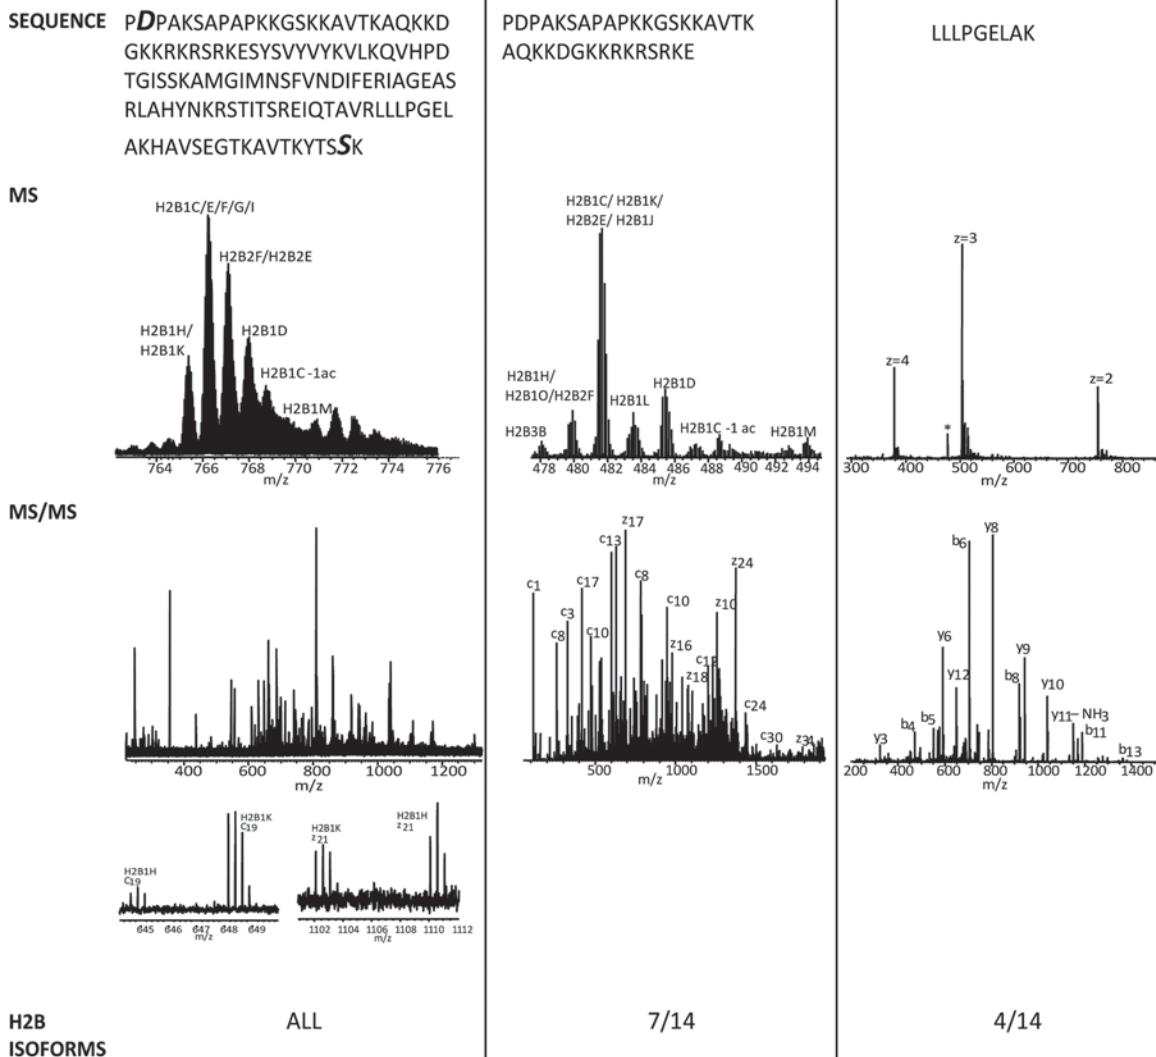 SEQUENCE
PDPAKSAPAPKKGSKKAVTKAQKKD
GKKRKRSRKESYSVYVYKVLKQVHPD
TGISSKAMGIMNSFVNDIFERIAGEAS
RLAHYNKRSTITSREIQTAVRLLLPGEL
AKHAVSEGTKAVTKYTSSK
PDPAKSAPAPKKGSKKAVTK
AQKKDGKKRKRSRKE
LLLPGELAK
MS
H2B1C/E/F/G/I
H2B2F/H2B2E
H2B1H/
H2B1K
H2B1D
H2B1C -1ac
H2B1M
764 766 768 770 772 774 776
m/z
H2B1C/ H2B1K/
H2B2E/ H2B1J
H2B1H/
H2B1O/H2B2F
H2B1L
H2B1D
H2B3B
H2B1C -1 ac
H2B1M
478 480 482 484 486 488 490 492 494
m/z
z=3
z=4
z=2
*
300 400 500 600 700 800
m/z
MS/MS
400 600 800 1000 1200
m/z
z17
c13
z24
c1
c17
c8
c3
c10
z10
c8
c10
z16
c12
z18
c24
c30
z31
500 1000 1500
m/z
y8
b6
y6
y9
y12
b8
y10
b4
b5
y11 – NH3
y3
b11
b13
200 400 600 800 1000 1200 1400
m/z
H2B1K
C19
H2B1H
C19
645 646 647 648 649
m/z
H2B1K
z21
H2B1H
z21
1102 1104 1106 1108 1110 1112
m/z
H2B
ISOFORMS
ALL
7/14
4/14